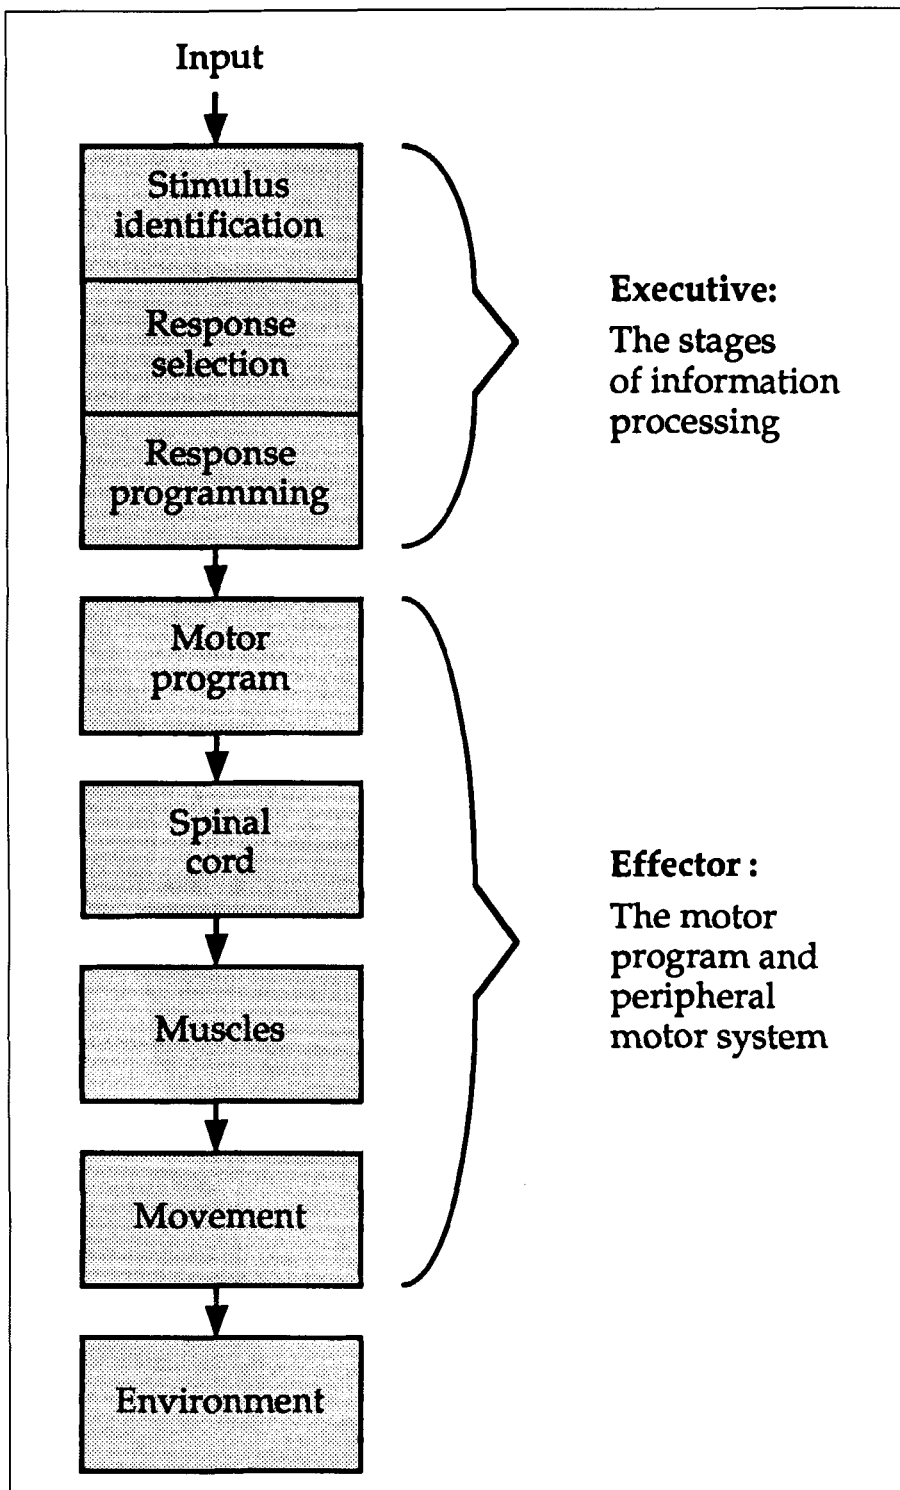 Input
Stimulus
identification
Response
selection
Response
programming
Executive:
The stages
of information
processing
Motor
program
Spinal
cord
Muscles
Movement
Effector :
The motor
program and
peripheral
motor system
Environment